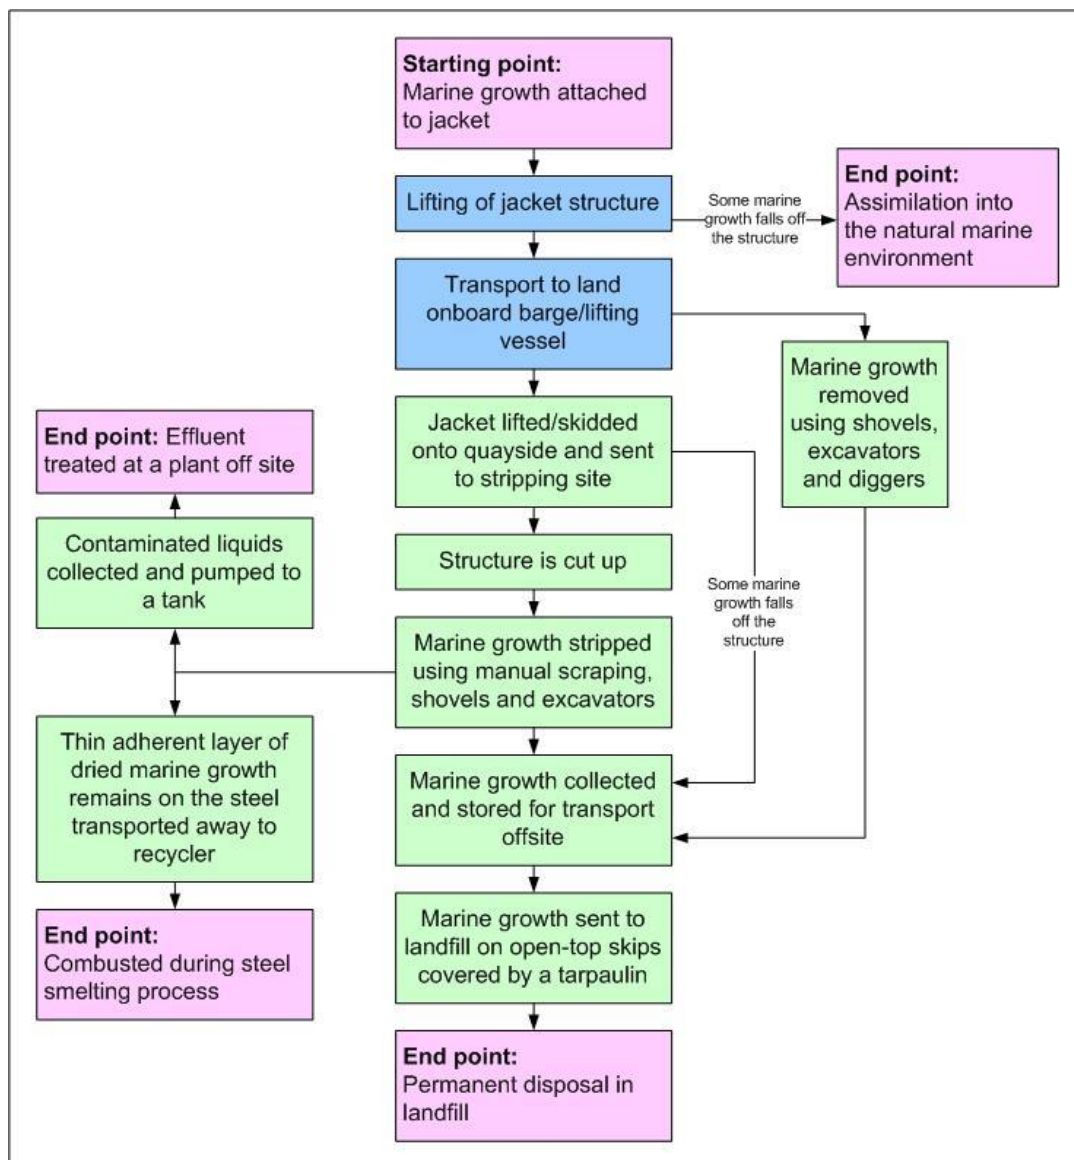 Starting point:
Marine growth attached
to jacket
Lifting of jacket structure
Some marine
growth falls off
the structure
End point:
Assimilation into
the natural marine
environment
Transport to land
onboard barge/lifting
vessel
Marine growth
removed
using shovels,
excavators
and diggers
Jacket lifted/skidded
onto quayside and sent
to stripping site
End point: Effluent
treated at a plant off site
Contaminated liquids
collected and pumped to
a tank
Structure is cut up
Some marine
growth falls
off the
structure
Marine growth stripped
using manual scraping,
shovels and excavators
Thin adherent layer of
dried marine growth
remains on the steel
transported away to
recycler
Marine growth collected
and stored for transport
offsite
Marine growth sent to
landfill on open-top skips
covered by a tarpaulin
End point:
Combusted during steel
smelting process
End point:
Permanent disposal in
landfill